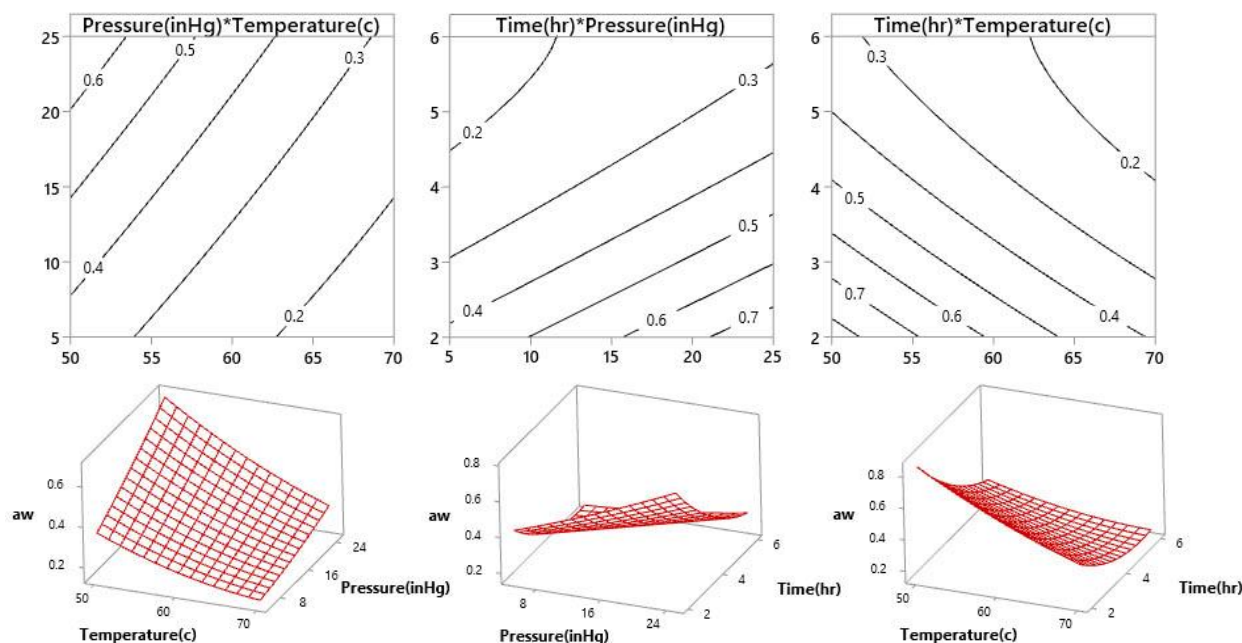 Pressure(inHg)*Temperature(c)
25
20
15
10
5
50 55 60 65 70
0.6
0.5
0.3
0.4
0.2
Time(hr)*Pressure(inHg)
6
5
4
3
2
5 10 15 20 25
0.3
0.2
0.5
0.4
0.6
0.7
Time(hr)*Temperature(c)
6
5
4
3
2
50 55 60 65 70
0.3
0.2
0.5
0.7
0.6
0.4
aw
0.6
0.4
0.2
50 60 70
Temperature(c)
8 16 24
Pressure(inHg)
aw
0.8
0.6
0.4
0.2
8 16 24
Pressure(inHg)
2 4 6
Time(hr)
aw
0.8
0.6
0.4
0.2
50 60 70
Temperature(c)
2 4 6
Time(hr)